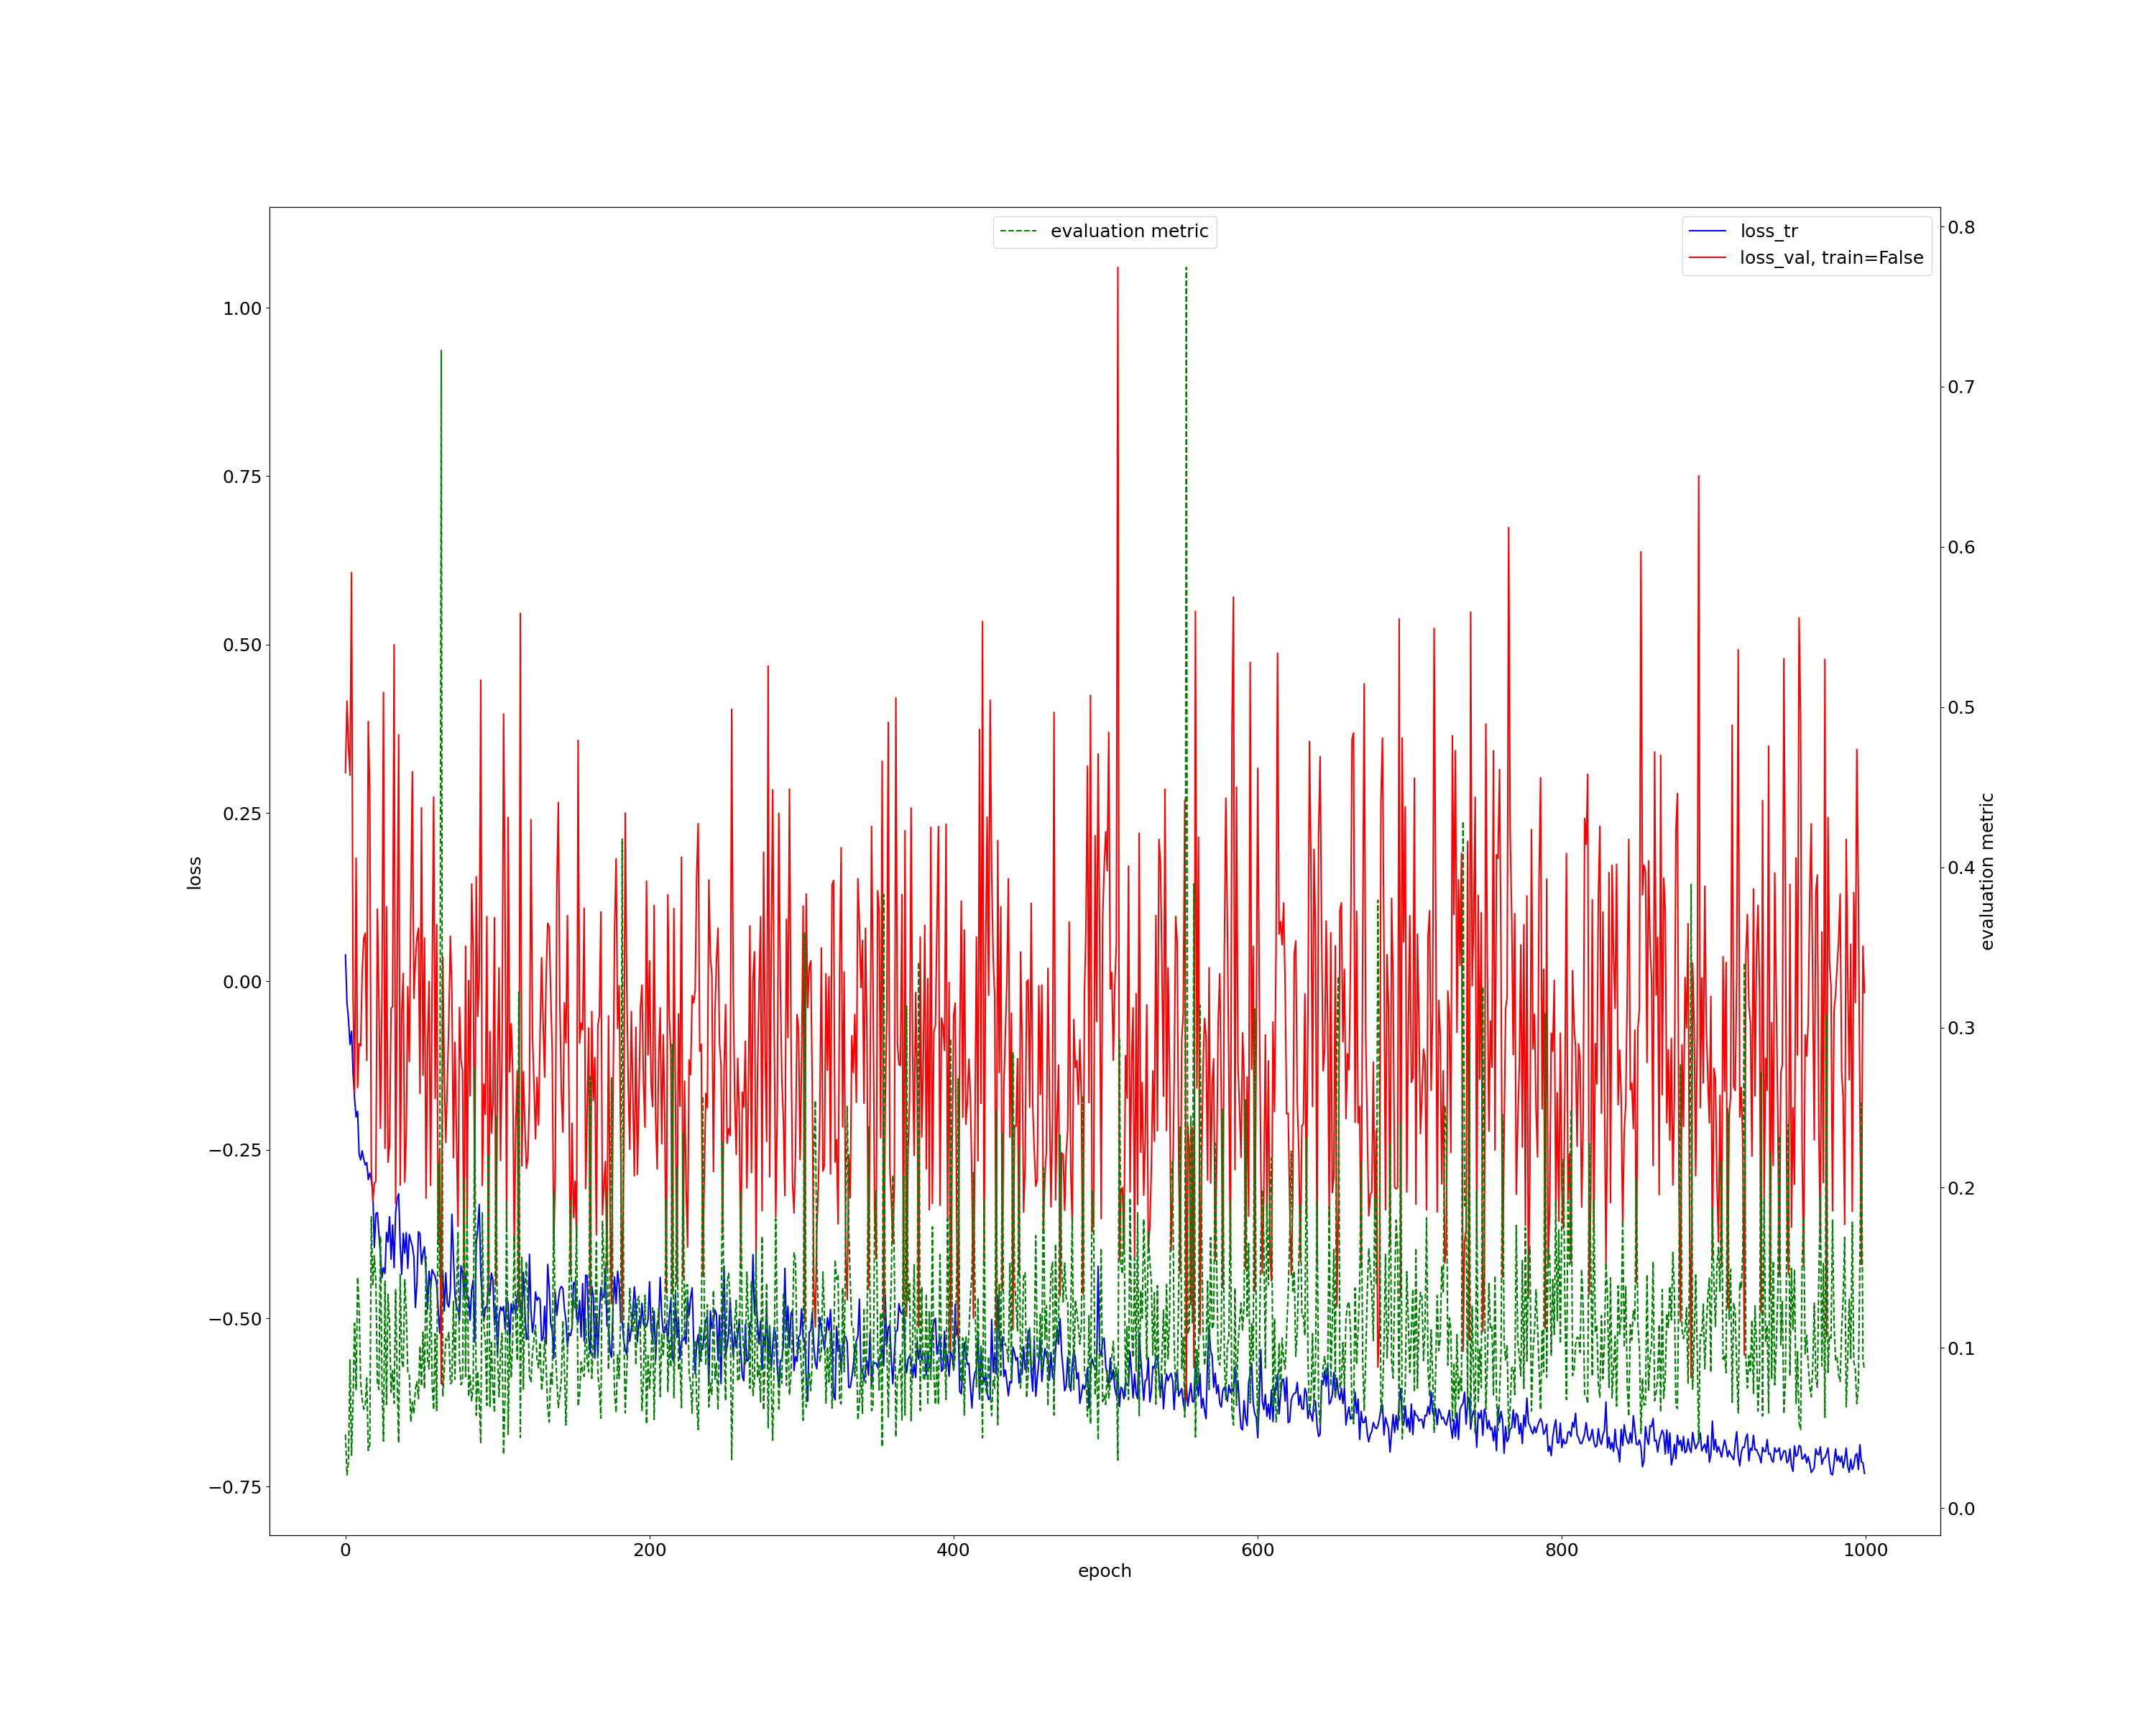 evaluation metric
loss_tr
loss_val, train=False
1.00
0.75
0.50
0.25
0.00
−0.25
−0.50
−0.75
loss
0.8
0.7
0.6
0.5
0.4
0.3
0.2
0.1
0.0
evaluation metric
0 200 400 600 800 1000
epoch